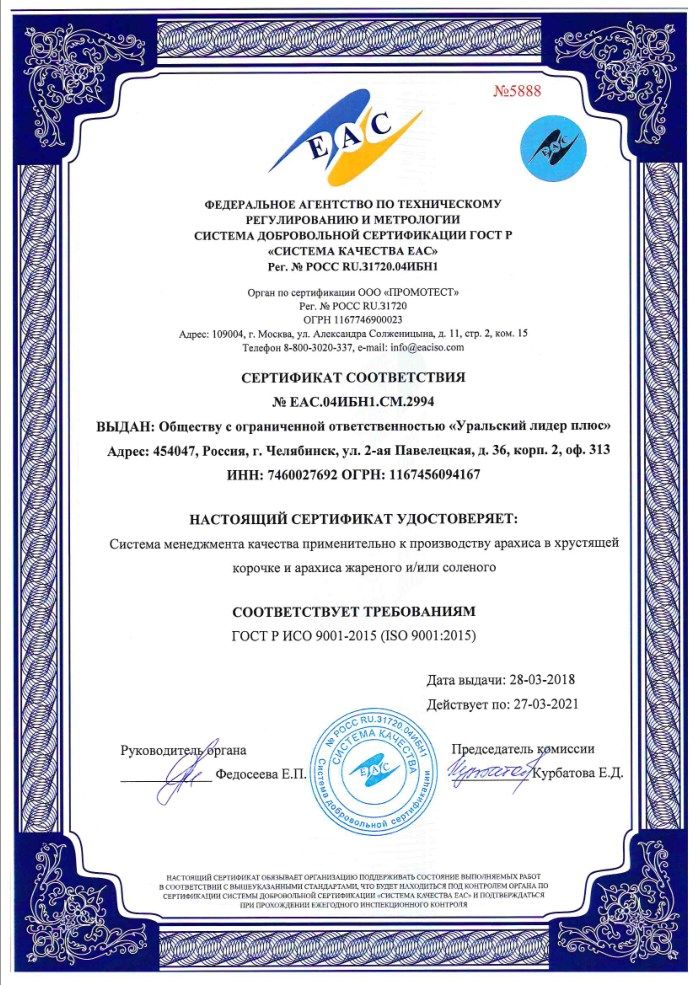 №5888
ЕАС
ЕАС
ФЕДЕРАЛЬНОЕ АГЕНТСТВО ПО ТЕХНИЧЕСКОМУ
РЕГУЛИРОВАНИЮ И МЕТРОЛОГИИ
СИСТЕМА ДОБРОВОЛЬНОЙ СЕРТИФИКАЦИИ ГОСТ Р
«СИСТЕМА КАЧЕСТВА ЕАС»
Рег. № РОСС RU.31720.04ИБН1
Орган по сертификации ООО «ПРОМОТЕСТ»
Рег. № РОСС RU.31720
ОГРН 1167746900023
Адрес: 109004, г. Москва, ул. Александра Солженицына, д. 11, стр. 2, ком. 15
Телефон 8-800-3020-337, e-mail: info@eaciso.com
СЕРТИФИКАТ СООТВЕТСТВИЯ
№ ЕАС.04ИБН1.СМ.2994
ВЫДАН: Обществу с ограниченной ответственностью «Уральский лидер плюс»
Адрес: 454047, Россия, г. Челябинск, ул. 2-ая Павелецкая, д. 36, корп. 2, оф. 313
ИНН: 7460027692 ОГРН: 1167456094167
НАСТОЯЩИЙ СЕРТИФИКАТ УДОСТОВЕРЯЕТ:
Система менеджмента качества применительно к производству арахиса в хрустящей
корочке и арахиса жареного и/или соленого
СООТВЕТСТВУЕТ ТРЕБОВАНИЯМ
ГОСТ Р ИСО 9001-2015 (ISO 9001:2015)
Дата выдачи: 28-03-2018
Действует по: 27-03-2021
Руководитель органа
Федосеева Е.П.
№ РОСС RU.31720.04ИБН1
СИСТЕМА КАЧЕСТВА
ЕАС
Система добровольной сертификации
Председатель комиссии
Курбатова Е.Д.
НАСТОЯЩИЙ СЕРТИФИКАТ ОБЯЗЫВАЕТ ОРГАНИЗАЦИЮ ПОДДЕРЖИВАТЬ СОСТОЯНИЕ ВЫПОЛНЯЕМЫХ РАБОТ
В СООТВЕТСТВИИ С ВЫШЕУКАЗАННЫМИ СТАНДАРТАМИ, ЧТО БУДЕТ НАХОДИТЬСЯ ПОД КОНТРОЛЕМ ОРГАНА ПО
СЕРТИФИКАЦИИ СИСТЕМЫ ДОБРОВОЛЬНОЙ СЕРТИФИКАЦИИ «СИСТЕМА КАЧЕСТВА ЕАС» И ПОДТВЕРЖДАТЬСЯ
ПРИ ПРОХОЖДЕНИИ ЕЖЕГОДНОГО ИНСПЕКЦИОННОГО КОНТРОЛЯ